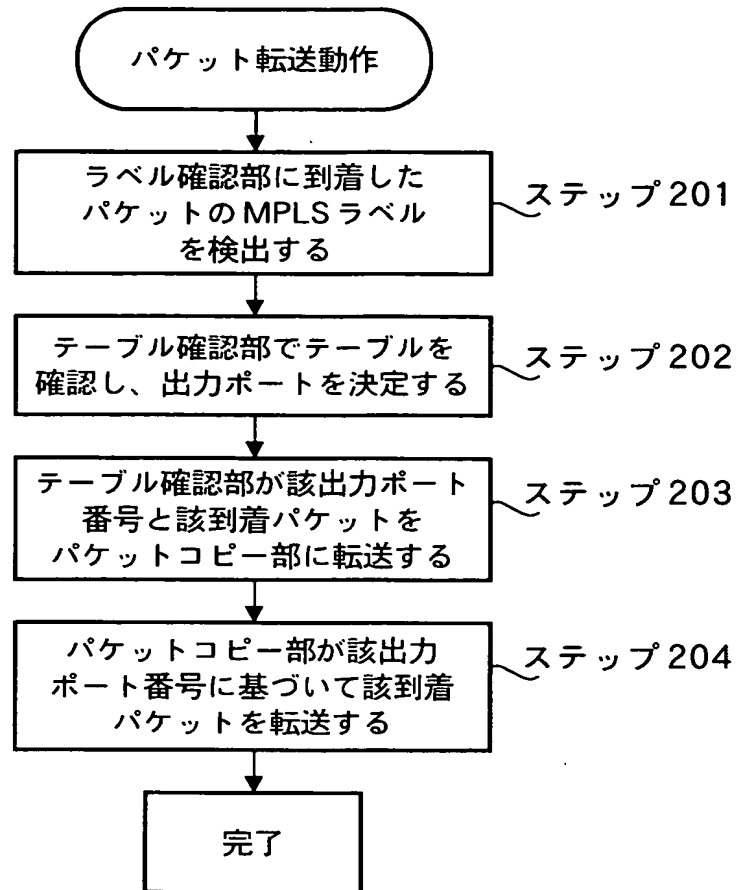 パケット転送動作
ラベル確認部に到着した
パケットのMPLSラベル
を検出する
ステップ201
テーブル確認部でテーブルを
確認し、出力ポートを決定する
ステップ202
テーブル確認部が該出力ポート
番号と該到着パケットを
パケットコピー部に転送する
ステップ203
パケットコピー部が該出力
ポート番号に基づいて該到着
パケットを転送する
ステップ204
完了